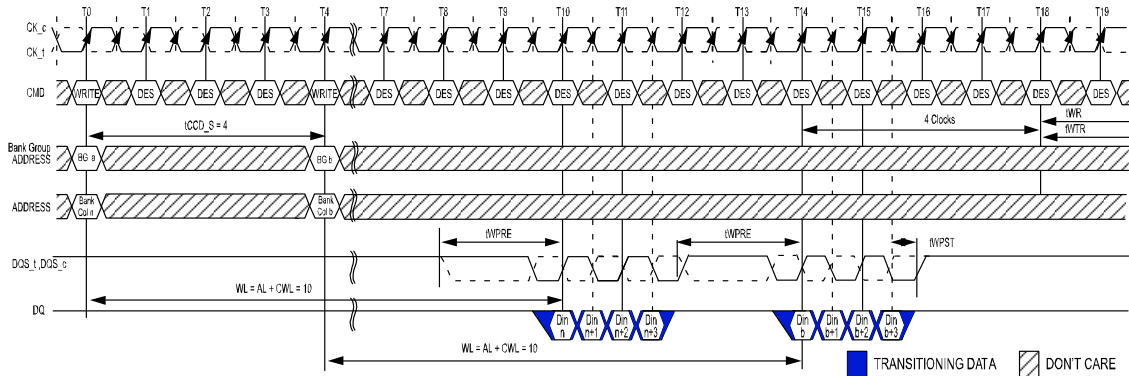 T0 T1 T2 T3 T4 T7 T8 T9 T10 T11 T12 T13 T14 T15 T16 T17 T18 T19
CK_c
CK_t
CMD WRITE DES DES DES WRITE DES DES DES DES DES DES DES DES DES DES DES DES DES
tCCD_S = 4
4 Clocks
tWR
tWTR
Bank Group
ADDRESS
BG a
BG b
ADDRESS
Bank
Col n
Bank
Col b
tWPRE
tWPRE
tWPST
DQS_t ,DQS_c
WL = AL + CWL = 10
DQ
Din
n
Din
n+1
Din
n+2
Din
n+3
Din
b
Din
b+1
Din
b+2
Din
b+3
WL = AL + CWL = 10
TRANSITIONING DATA
DON'T CARE